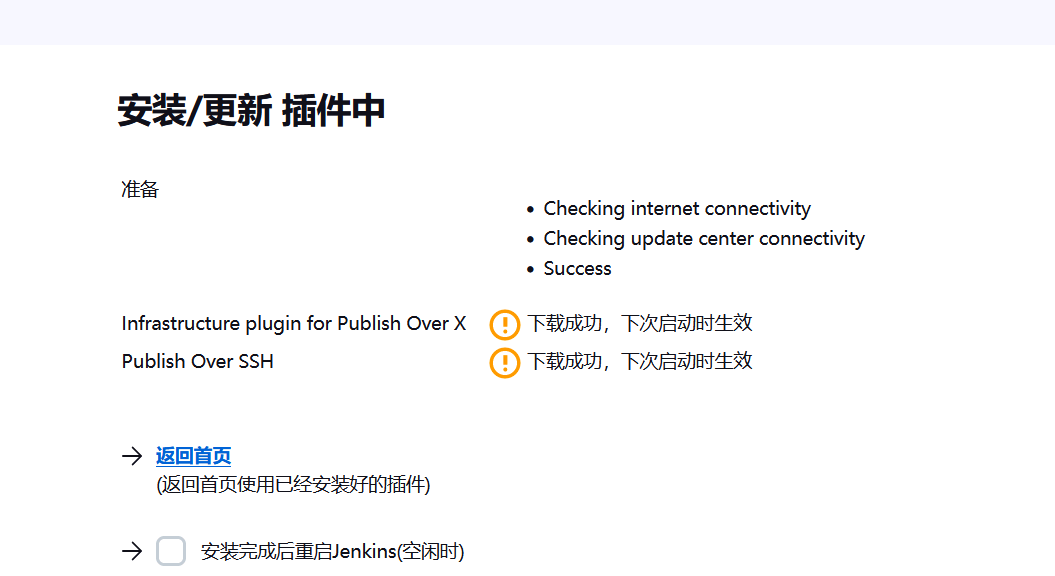 安装/更新 插件中
准备
Checking internet connectivity
Checking update center connectivity
Success
Infrastructure plugin for Publish Over X 下载成功，下次启动时生效
Publish Over SSH 下载成功，下次启动时生效
返回首页
(返回首页使用已经安装好的插件)
安装完成后重启Jenkins(空闲时)